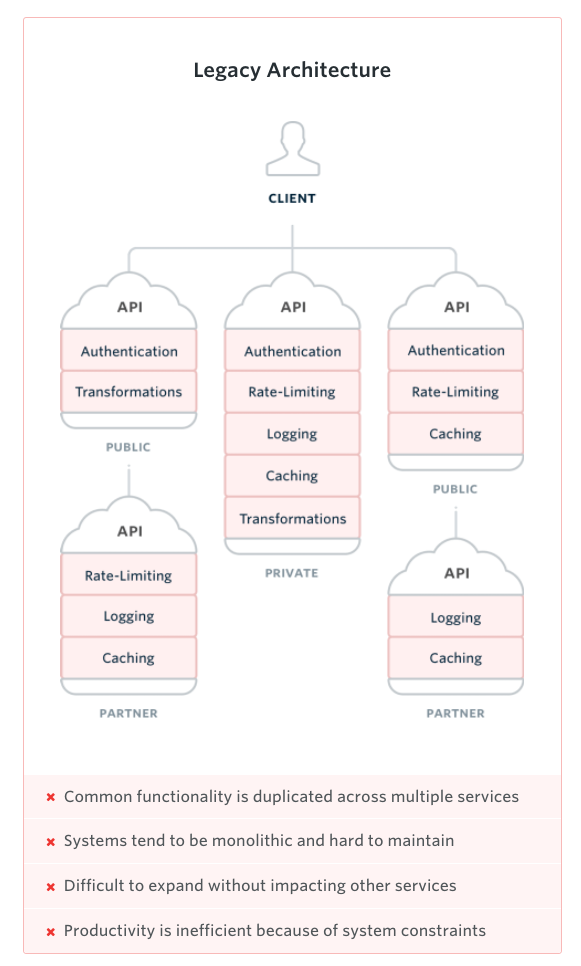 Legacy Architecture
CLIENT
API
Authentication
Transformations
PUBLIC
API
Rate-Limiting
Logging
Caching
PARTNER
API
Authentication
Rate-Limiting
Logging
Caching
Transformations
PRIVATE
API
Authentication
Rate-Limiting
Caching
PUBLIC
API
Logging
Caching
PARTNER
Common functionality is duplicated across multiple services
Systems tend to be monolithic and hard to maintain
Difficult to expand without impacting other services
Productivity is inefficient because of system constraints